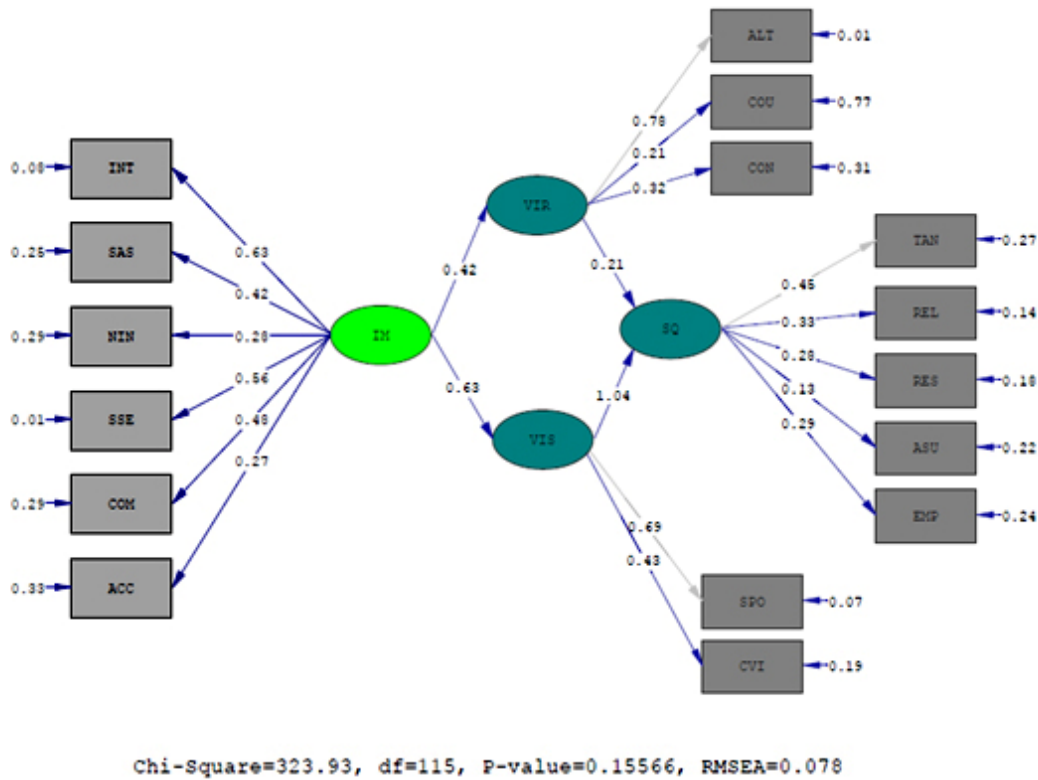 ALT
0.01
COU
0.77
CON
0.31
0.78
0.21
0.32
INT
0.08
SAS
0.25
NIN
0.29
SSE
0.01
COM
0.29
ACC
0.33
0.63
0.42
0.28
0.56
0.48
0.27
IM
0.42
0.63
VIR
VIS
0.21
1.04
SQ
0.45
0.33
0.28
0.13
0.29
TAN
0.27
REL
0.14
RES
0.18
ASU
0.22
EMP
0.24
0.69
0.43
SPO
0.07
CVI
0.19
Chi-Square=323.93, df=115, P-value=0.15566, RMSEA=0.078